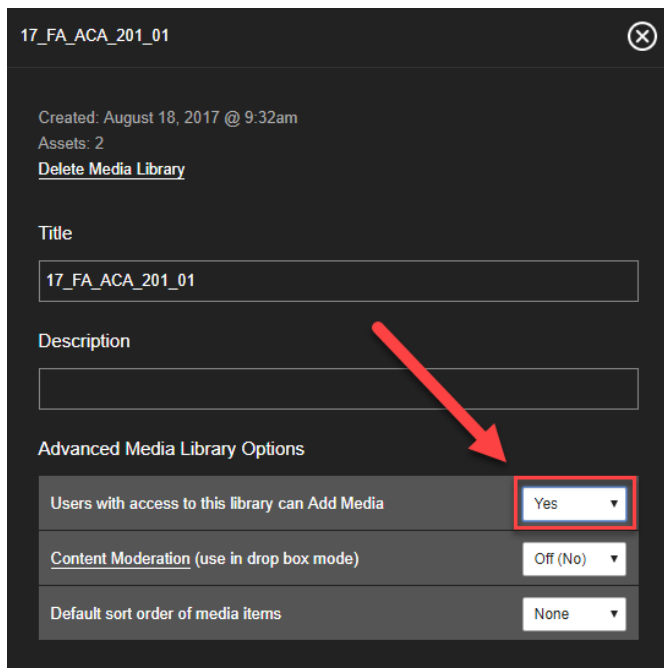 17_FA_ACA_201_01
Created: August 18, 2017 @ 9:32am
Assets: 2
Delete Media Library
Title
17_FA_ACA_201_01
Description
Advanced Media Library Options
Users with access to this library can Add Media Yes
Content Moderation (use in drop box mode) Off (No)
Default sort order of media items None